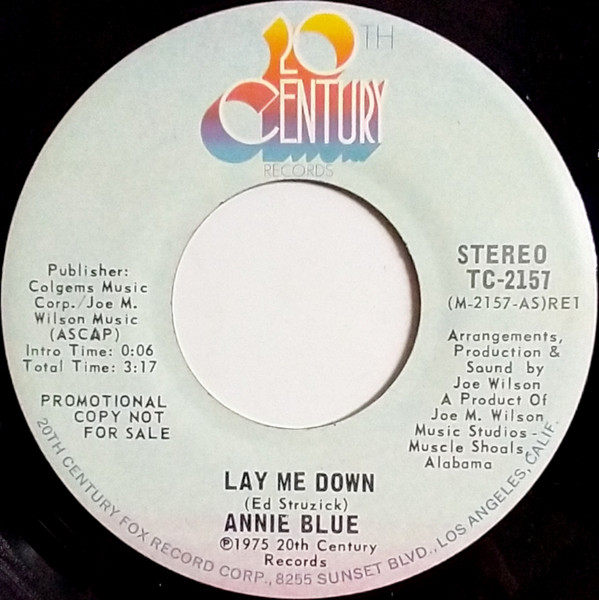 20TH
CENTURY
RECORDS
Publisher:
Colgems Music
Corp./Joe M.
Wilson Music
(ASCAP)
Intro Time: 0:06
Total Time: 3:17
PROMOTIONAL
COPY NOT
FOR SALE
STEREO
TC-2157
(M-2157-AS)RE1
Arrangements,
Production &
Sound by
Joe Wilson
A Product Of
Joe M. Wilson
Music Studios -
Muscle Shoals,
Alabama
LAY ME DOWN
(Ed Struzick)
ANNIE BLUE
℗1975 20th Century
Records
20TH CENTURY FOX RECORD CORP., 8255 SUNSET BLVD., LOS ANGELES, CALIF.